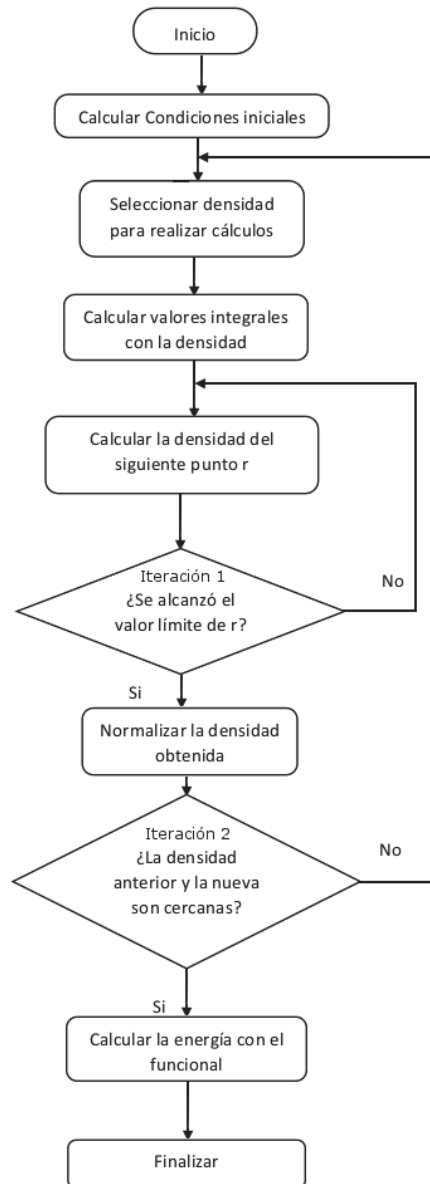 Inicio
Calcular Condiciones iniciales
Seleccionar densidad
para realizar cálculos
Calcular valores integrales
con la densidad
Calcular la densidad del
siguiente punto r
Iteración 1
¿Se alcanzó el
valor límite de r?
No
Si
Normalizar la densidad
obtenida
Iteración 2
¿La densidad
anterior y la nueva
son cercanas?
No
Si
Calcular la energía con el
funcional
Finalizar